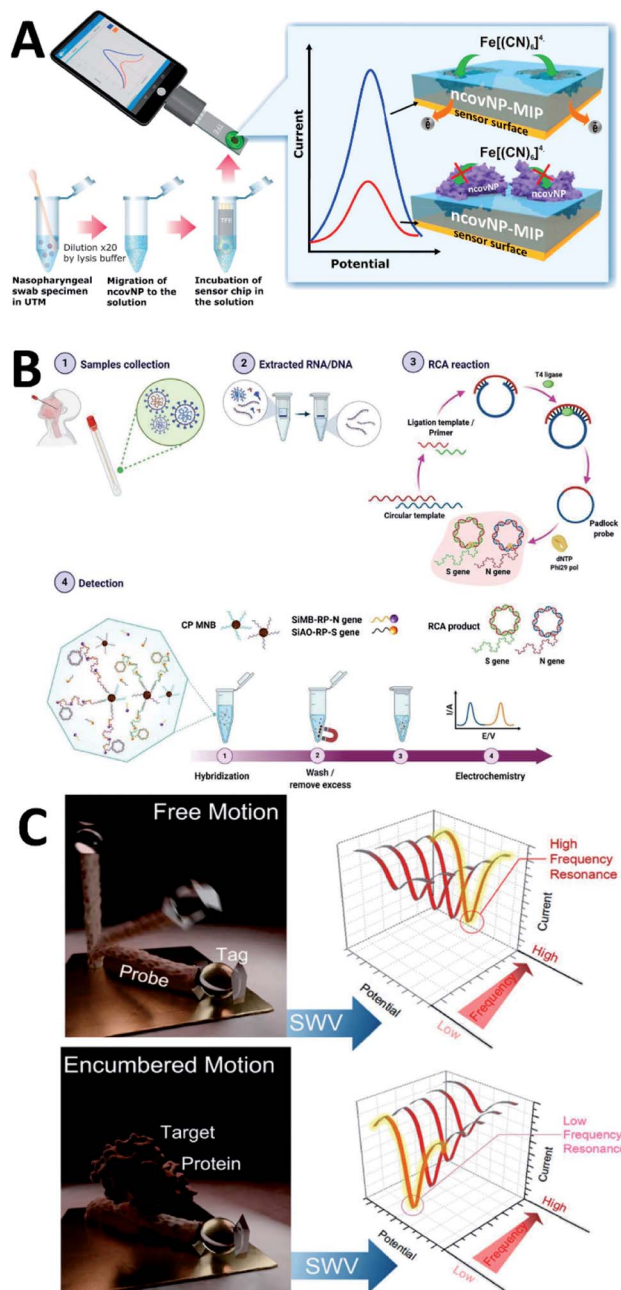 A
TFE
Dilution x20
by lysis buffer
Nasopharyngeal
swab specimen
in UTM
Migration of
ncovNP to the
solution
Incubation of
sensor chip in
the solution
Current
Potential
Fe[(CN)₆]⁴⁻
ncovNP-MIP
sensor surface
ē
ē
Fe[(CN)₆]⁴⁻
ncovNP
ncovNP
ncovNP-MIP
sensor surface
B
1 Samples collection
2 Extracted RNA/DNA
3 RCA reaction
T4 ligase
Ligation template /
Primer
Circular template
Padlock
probe
dNTP
Phi29 pol
S gene N gene
4 Detection
CP MNB
SiMB-RP-N gene
SiAO-RP-S gene
RCA product
S gene N gene
I/A
E/V
1 2 3 4
Hybridization
Wash /
remove excess
Electrochemistry
C
Free Motion
Probe
Tag
SWV
High
Frequency
Resonance
Current
Potential
High
Frequency
Low
Encumbered Motion
Target
Protein
SWV
Low
Frequency
Resonance
Current
Potential
High
Frequency
Low